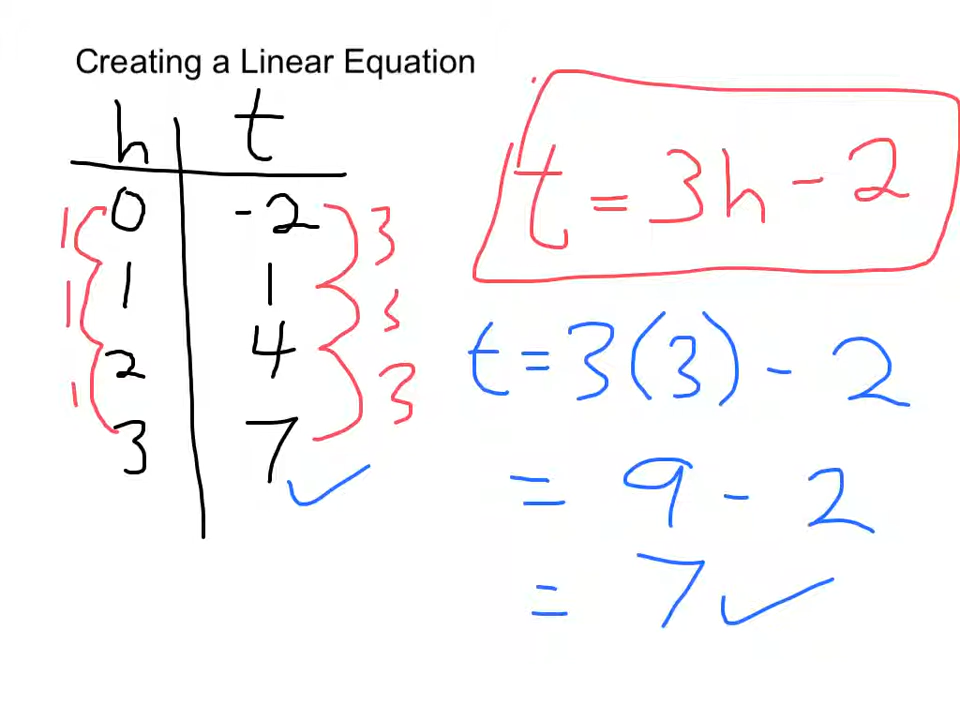 Creating a Linear Equation
h t
0 -2
1 3
1 1
1 3
2 4
1 3
3 7 ✓
t = 3h - 2
t = 3(3) - 2
= 9 - 2
= 7 ✓